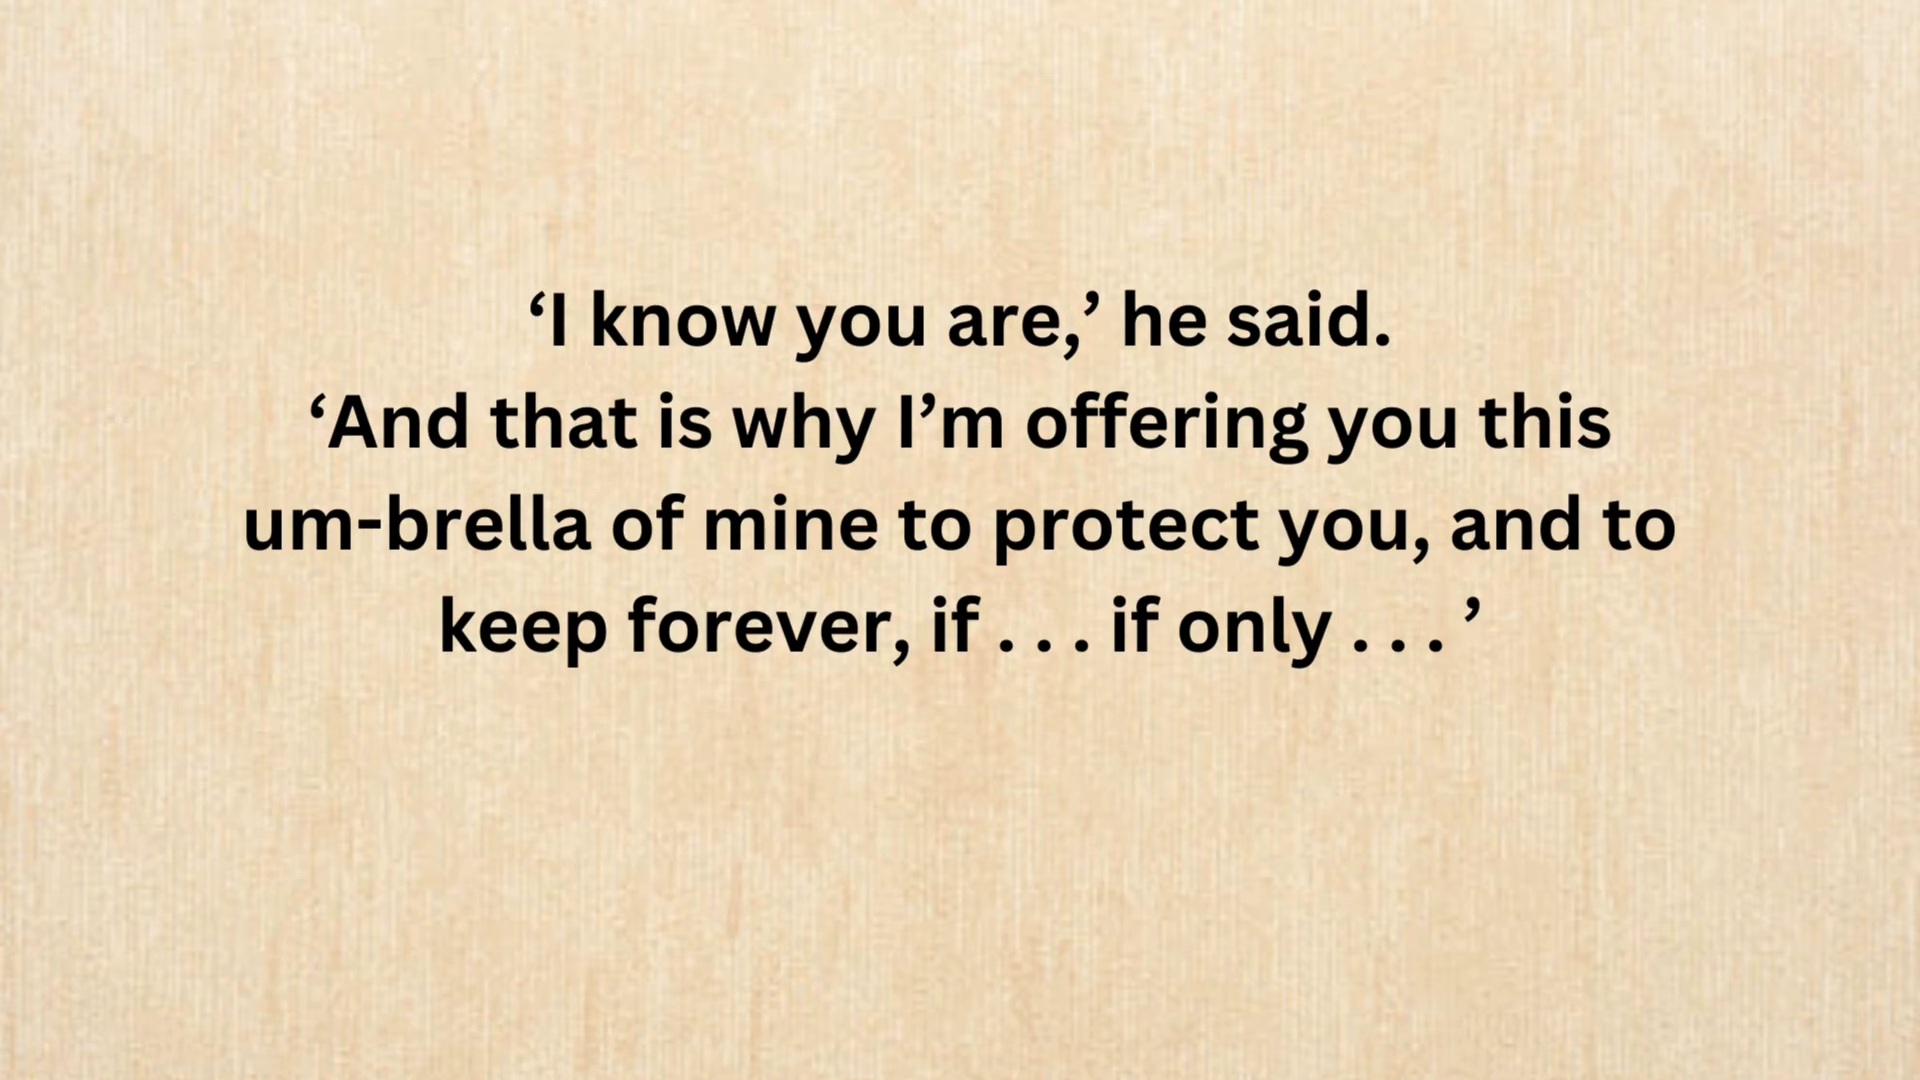 ‘I know you are,’ he said.
‘And that is why I’m offering you this
um-brella of mine to protect you, and to
keep forever, if . . . if only . . . ’